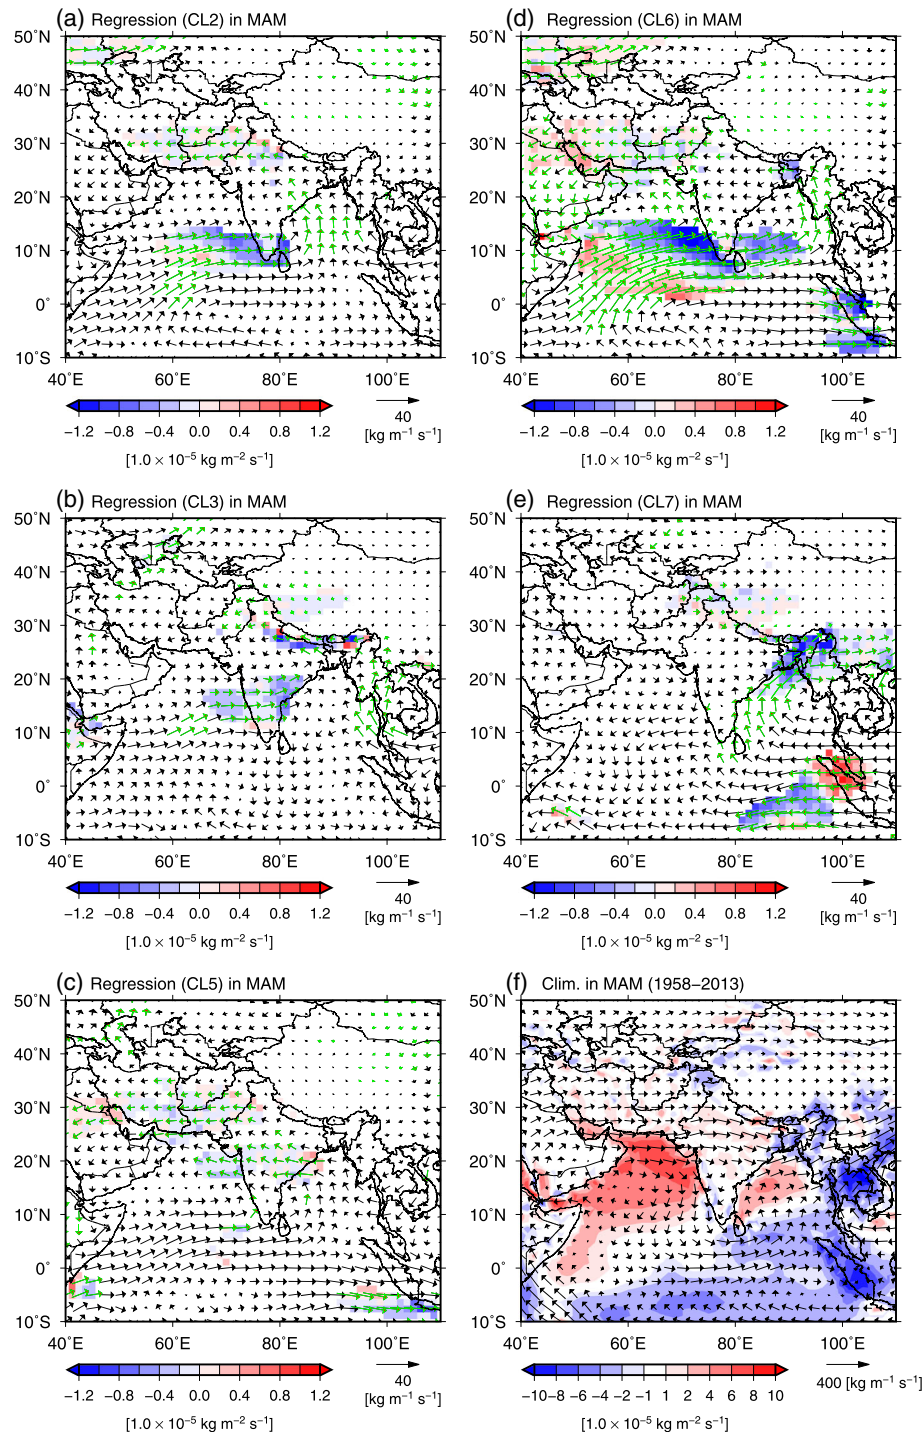 (a) Regression (CL2) in MAM
50˚N
40˚N
30˚N
20˚N
10˚N
0˚
10˚S
40˚E 60˚E 80˚E 100˚E
−1.2 −0.8 −0.4 0.0 0.4 0.8 1.2
[1.0 × 10⁻⁵ kg m⁻² s⁻¹]
40
[kg m⁻¹ s⁻¹]
(d) Regression (CL6) in MAM
50˚N
40˚N
30˚N
20˚N
10˚N
0˚
10˚S
40˚E 60˚E 80˚E 100˚E
−1.2 −0.8 −0.4 0.0 0.4 0.8 1.2
[1.0 × 10⁻⁵ kg m⁻² s⁻¹]
40
[kg m⁻¹ s⁻¹]
(b) Regression (CL3) in MAM
50˚N
40˚N
30˚N
20˚N
10˚N
0˚
10˚S
40˚E 60˚E 80˚E 100˚E
−1.2 −0.8 −0.4 0.0 0.4 0.8 1.2
[1.0 × 10⁻⁵ kg m⁻² s⁻¹]
40
[kg m⁻¹ s⁻¹]
(e) Regression (CL7) in MAM
50˚N
40˚N
30˚N
20˚N
10˚N
0˚
10˚S
40˚E 60˚E 80˚E 100˚E
−1.2 −0.8 −0.4 0.0 0.4 0.8 1.2
[1.0 × 10⁻⁵ kg m⁻² s⁻¹]
40
[kg m⁻¹ s⁻¹]
(c) Regression (CL5) in MAM
50˚N
40˚N
30˚N
20˚N
10˚N
0˚
10˚S
40˚E 60˚E 80˚E 100˚E
−1.2 −0.8 −0.4 0.0 0.4 0.8 1.2
[1.0 × 10⁻⁵ kg m⁻² s⁻¹]
40
[kg m⁻¹ s⁻¹]
(f) Clim. in MAM (1958−2013)
50˚N
40˚N
30˚N
20˚N
10˚N
0˚
10˚S
40˚E 60˚E 80˚E 100˚E
−10 −8 −6 −4 −2 −1 1 2 4 6 8 10
[1.0 × 10⁻⁵ kg m⁻² s⁻¹]
400 [kg m⁻¹ s⁻¹]